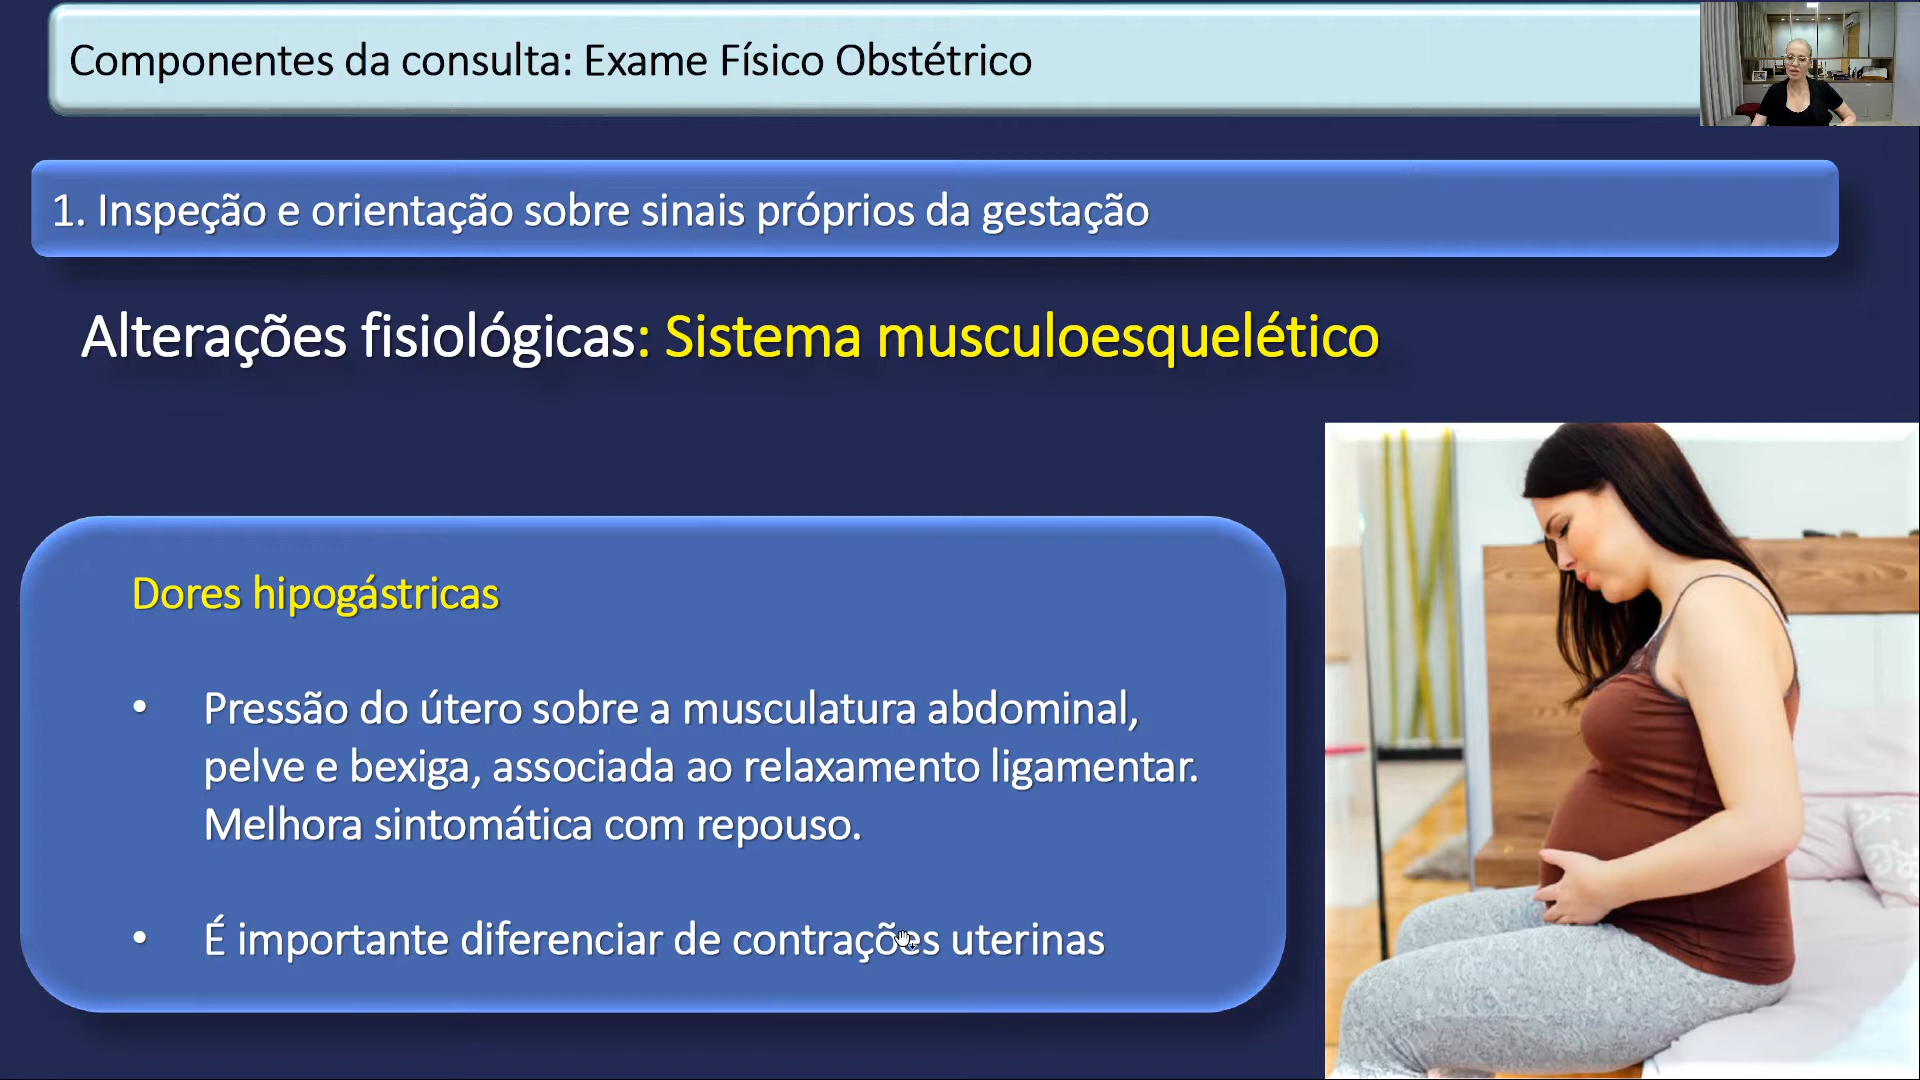 Componentes da consulta: Exame Físico Obstétrico
1. Inspeção e orientação sobre sinais próprios da gestação
Alterações fisiológicas: Sistema musculoesquelético
Dores hipogástricas
• Pressão do útero sobre a musculatura abdominal,
pelve e bexiga, associada ao relaxamento ligamentar.
Melhora sintomática com repouso.
• É importante diferenciar de contrações uterinas